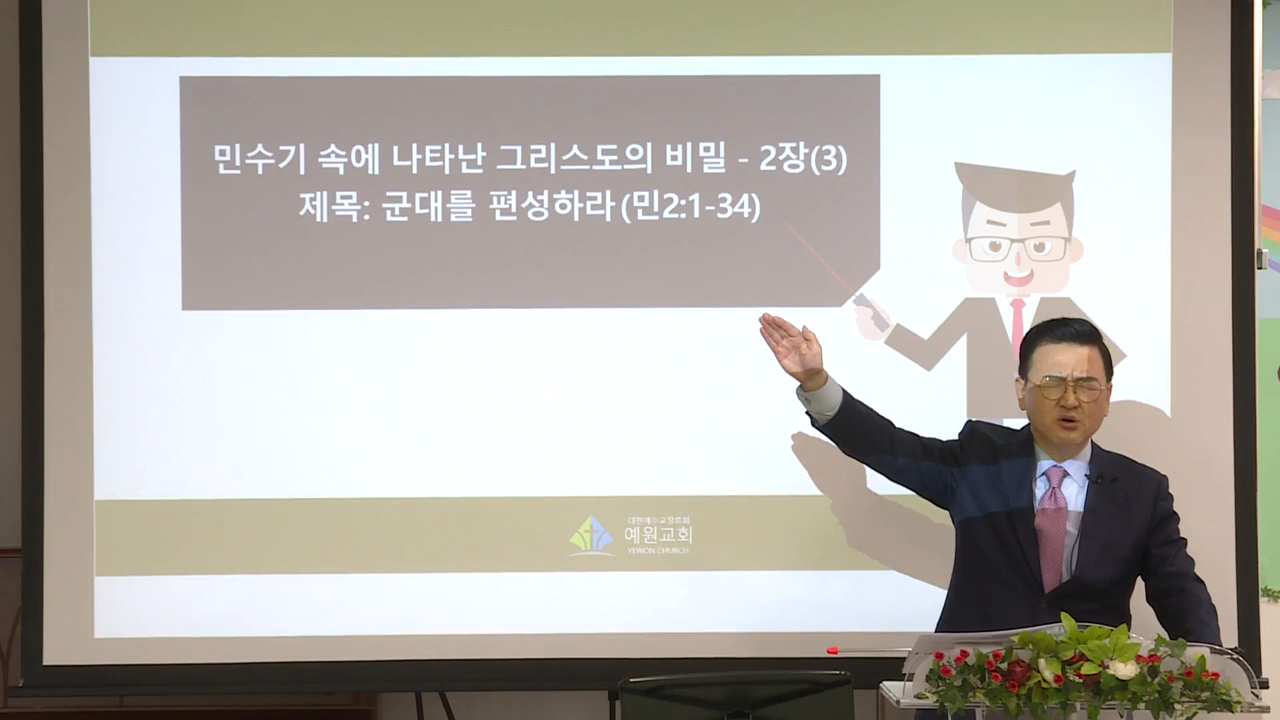 민수기 속에 나타난 그리스도의 비밀 - 2장(3)
제목: 군대를 편성하라(민2:1-34)
대한예수교장로회
예원교회
YEWON CHURCH